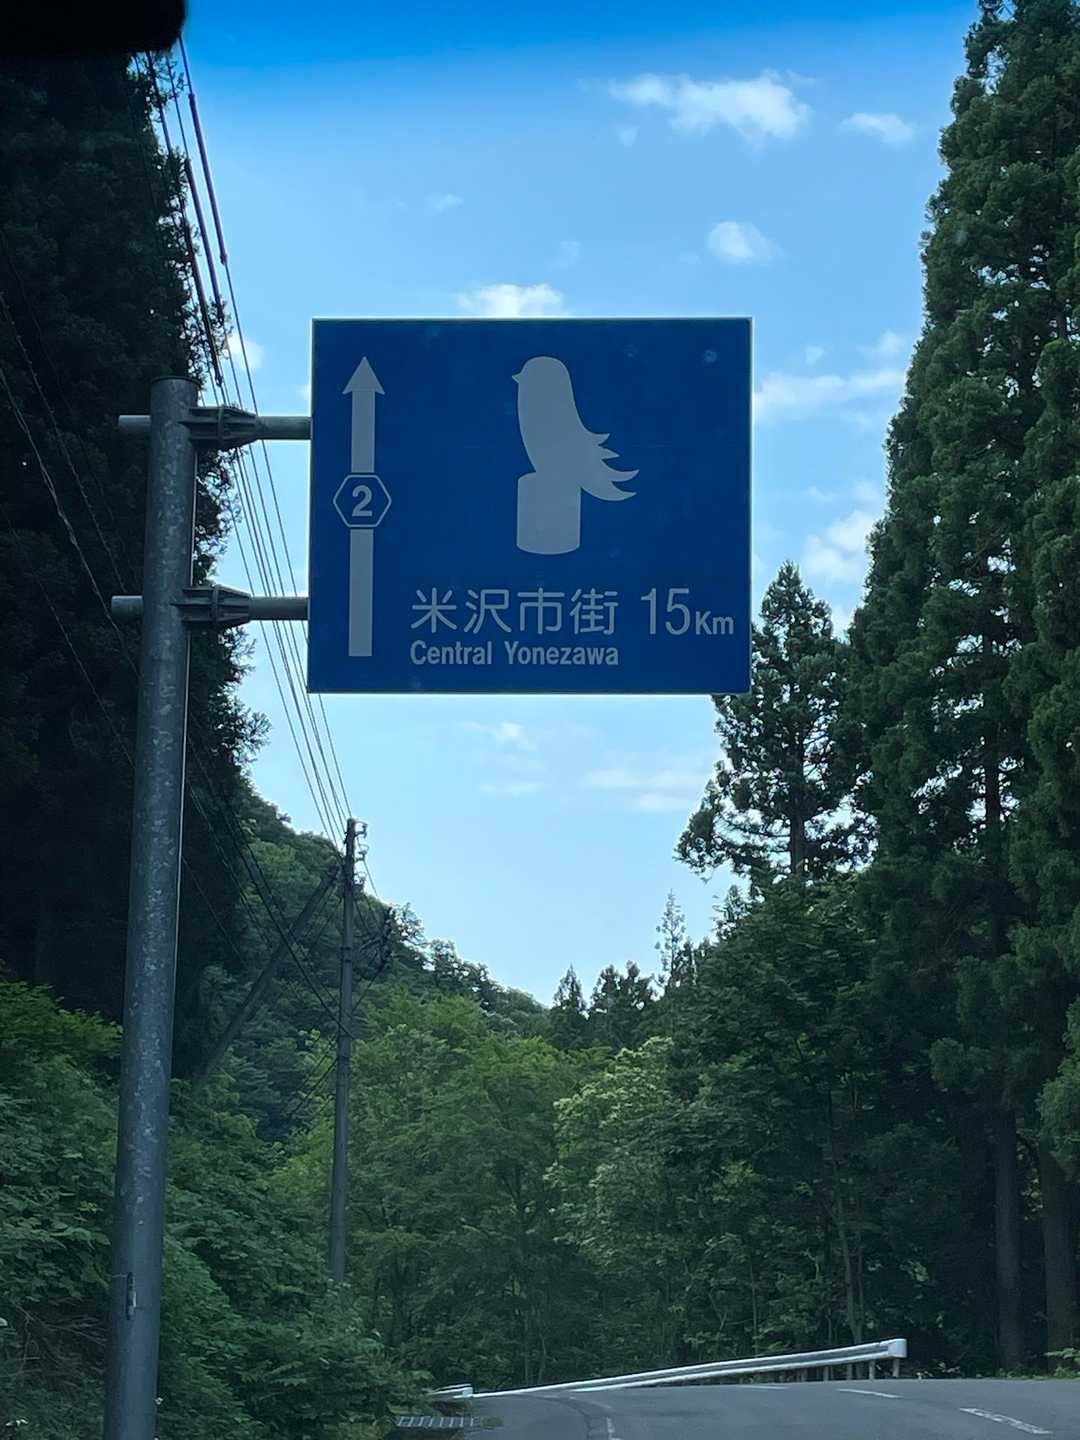 2
米沢市街 15Km
Central Yonezawa